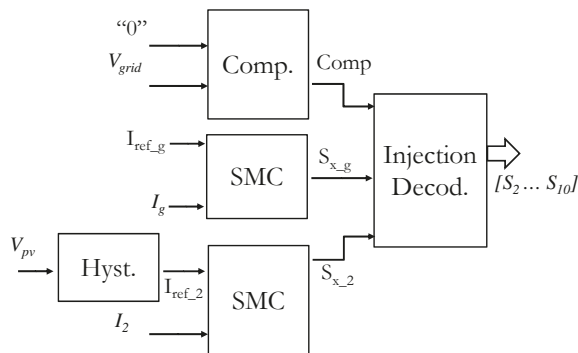 “0”
V_grid
Comp.
Comp
I_ref_g
I_g
SMC
S_x_g
Injection
Decod.
[S_2 ... S_10]
V_pv
Hyst.
I_ref_2
I_2
SMC
S_x_2